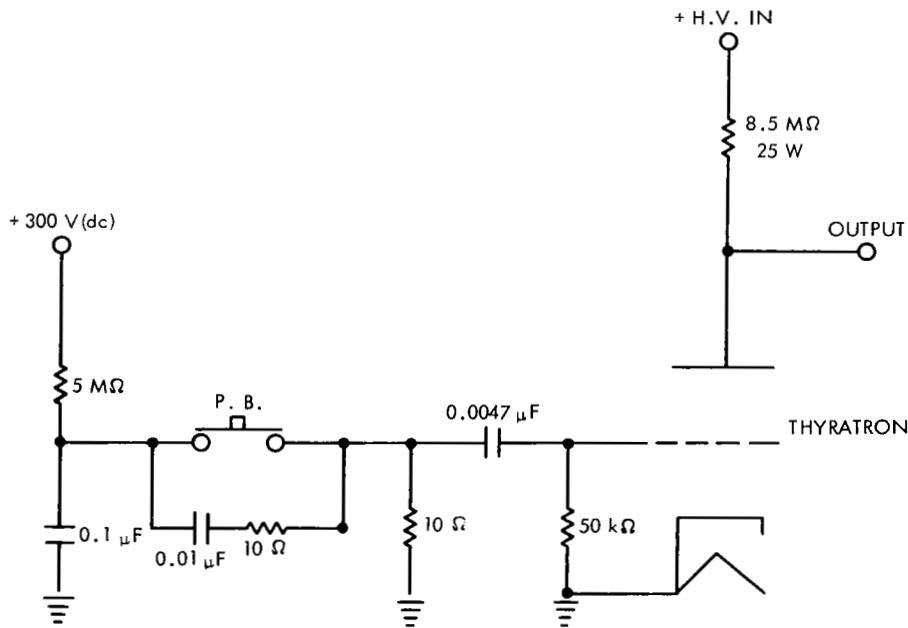 + H.V. IN
8.5 MΩ
25 W
OUTPUT
+ 300 V(dc)
5 MΩ
P. B.
0.0047 μF
THYRATRON
0.1 μF
0.01 μF
10 Ω
10 Ω
50 kΩ